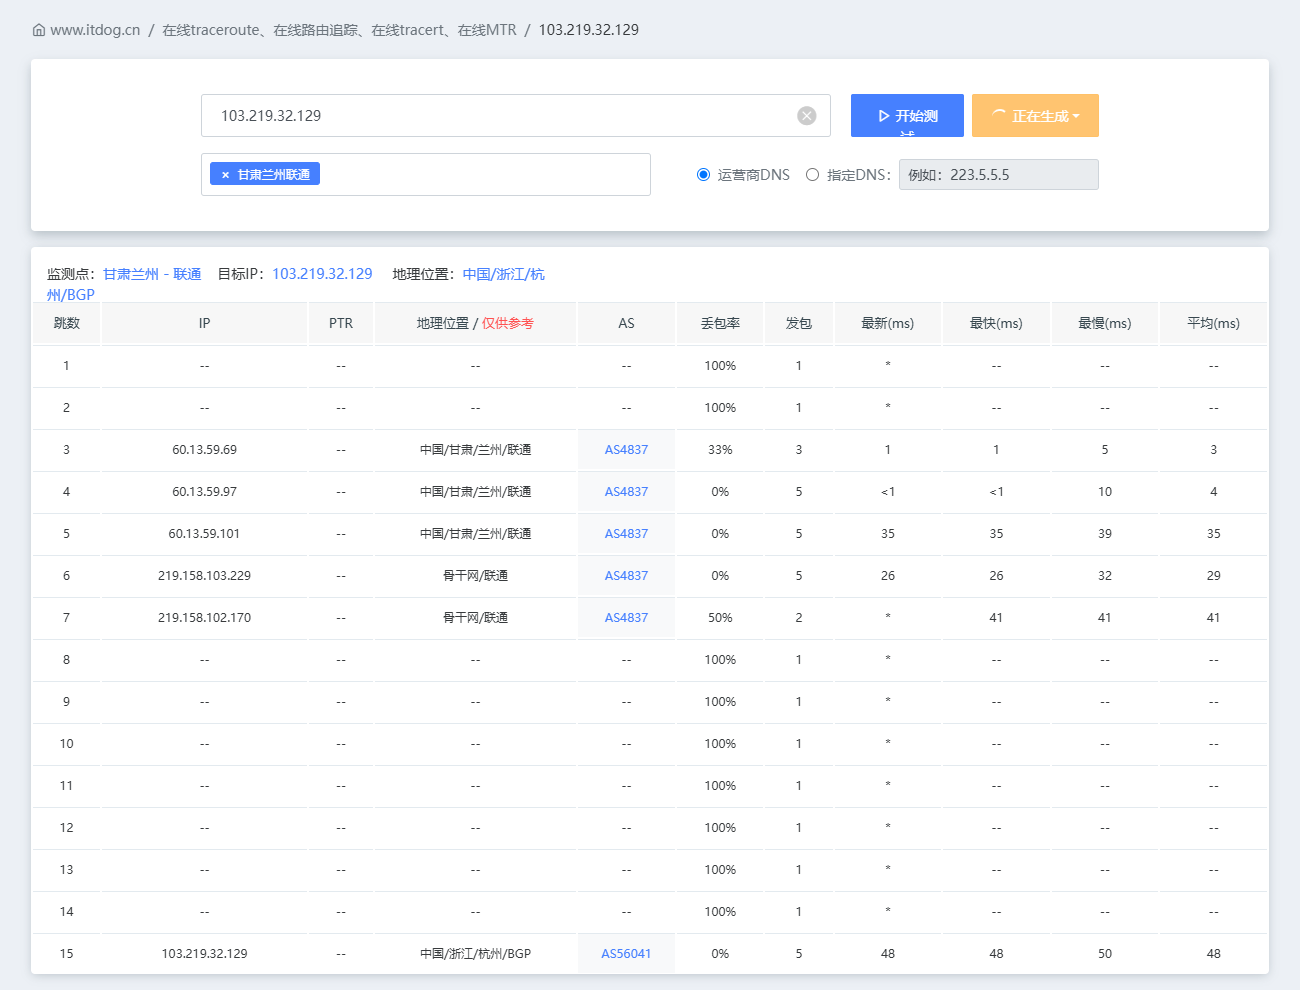 www.itdog.cn / 在线traceroute、在线路由追踪、在线tracert、在线MTR / 103.219.32.129
103.219.32.129 开始测 正在生成
× 甘肃兰州联通 运营商DNS 指定DNS: 例如：223.5.5.5
监测点：甘肃兰州 - 联通 目标IP：103.219.32.129 地理位置：中国/浙江/杭
州/BGP
跳数 IP PTR 地理位置 / 仅供参考 AS 丢包率 发包 最新(ms) 最快(ms) 最慢(ms) 平均(ms)
1 -- -- -- -- 100% 1 * -- -- --
2 -- -- -- -- 100% 1 * -- -- --
3 60.13.59.69 -- 中国/甘肃/兰州/联通 AS4837 33% 3 1 1 5 3
4 60.13.59.97 -- 中国/甘肃/兰州/联通 AS4837 0% 5 <1 <1 10 4
5 60.13.59.101 -- 中国/甘肃/兰州/联通 AS4837 0% 5 35 35 39 35
6 219.158.103.229 -- 骨干网/联通 AS4837 0% 5 26 26 32 29
7 219.158.102.170 -- 骨干网/联通 AS4837 50% 2 * 41 41 41
8 -- -- -- -- 100% 1 * -- -- --
9 -- -- -- -- 100% 1 * -- -- --
10 -- -- -- -- 100% 1 * -- -- --
11 -- -- -- -- 100% 1 * -- -- --
12 -- -- -- -- 100% 1 * -- -- --
13 -- -- -- -- 100% 1 * -- -- --
14 -- -- -- -- 100% 1 * -- -- --
15 103.219.32.129 -- 中国/浙江/杭州/BGP AS56041 0% 5 48 48 50 48